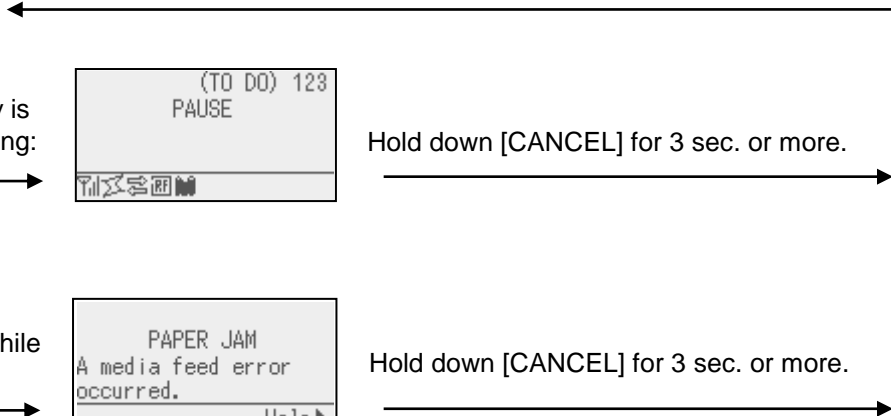 (TO DO) 123
PAUSE
is
ng:
Hold down [CANCEL] for 3 sec. or more.
RF
hile
PAPER JAM
A media feed error
occurred.
Hold down [CANCEL] for 3 sec. or more.